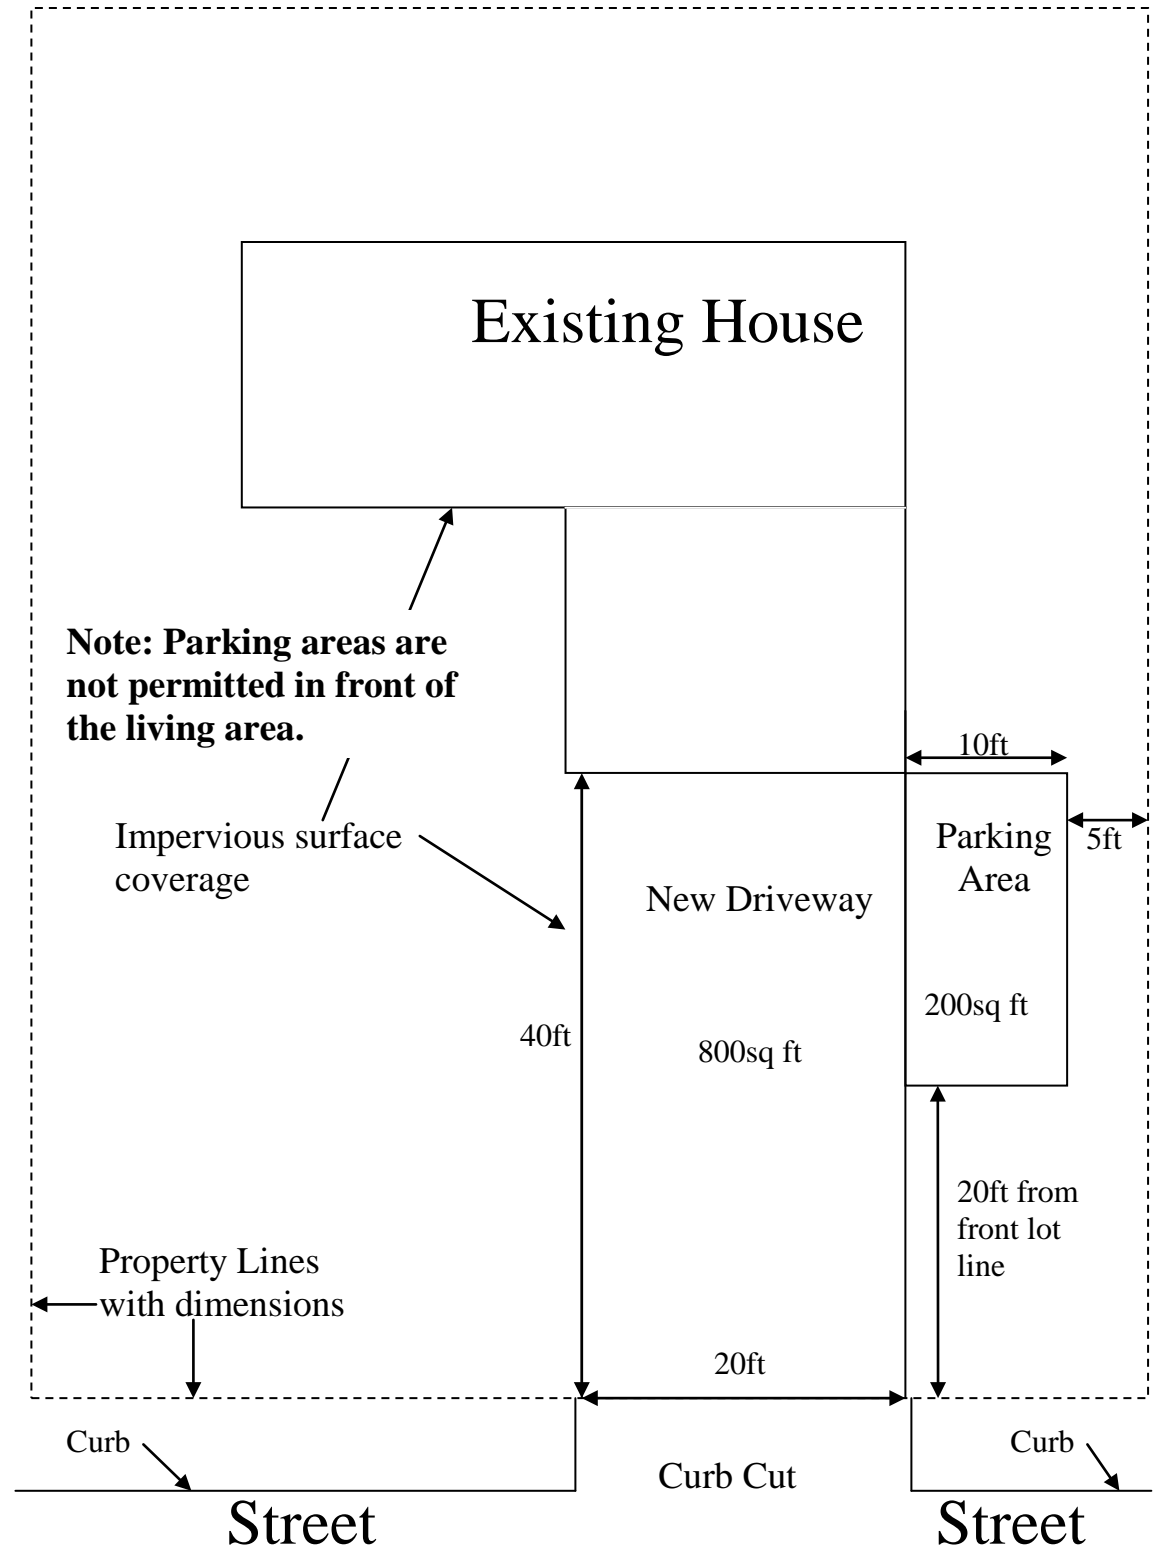 Existing House
Note: Parking areas are
not permitted in front of
the living area.
10ft
Impervious surface
coverage
Parking
Area
5ft
New Driveway
200sq ft
40ft
800sq ft
20ft from
front lot
line
Property Lines
with dimensions
20ft
Curb
Curb
Curb Cut
Street
Street